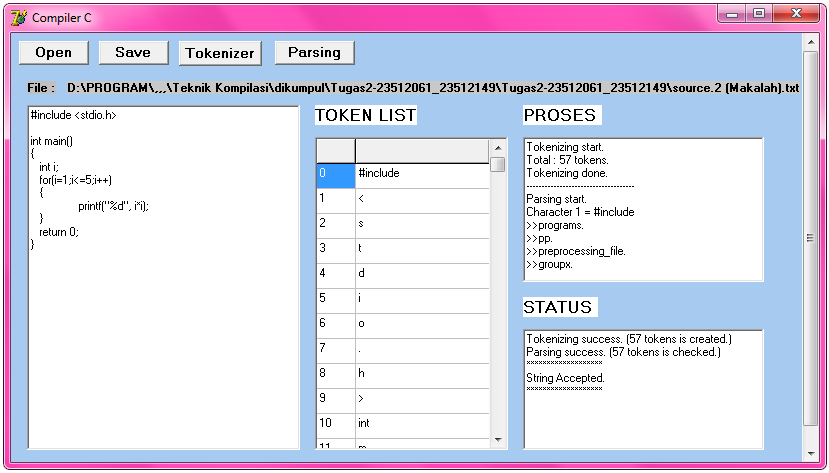 Compiler C
Open Save Tokenizer Parsing
File : D:\PROGRAM\,,,\Teknik Kompilasi\dikumpul\Tugas2-23512061_23512149\Tugas2-23512061_23512149\source.2 (Makalah).txt
#include <stdio.h>
int main()
{
int i;
for(i=1;i<=5;i++)
{
printf("%d", i*i);
}
return 0;
}
TOKEN LIST
0 #include
1 <
2 s
3 t
4 d
5 i
6 o
7 .
8 h
9 >
10 int
11 m
PROSES
Tokenizing start.
Total : 57 tokens.
Tokenizing done.
------------------------------------
Parsing start.
Character 1 = #include
>>programs.
>>pp.
>>preprocessing_file.
>>groupx.
STATUS
Tokenizing success. (57 tokens is created.)
Parsing success. (57 tokens is checked.)
*******************
String Accepted.
*******************